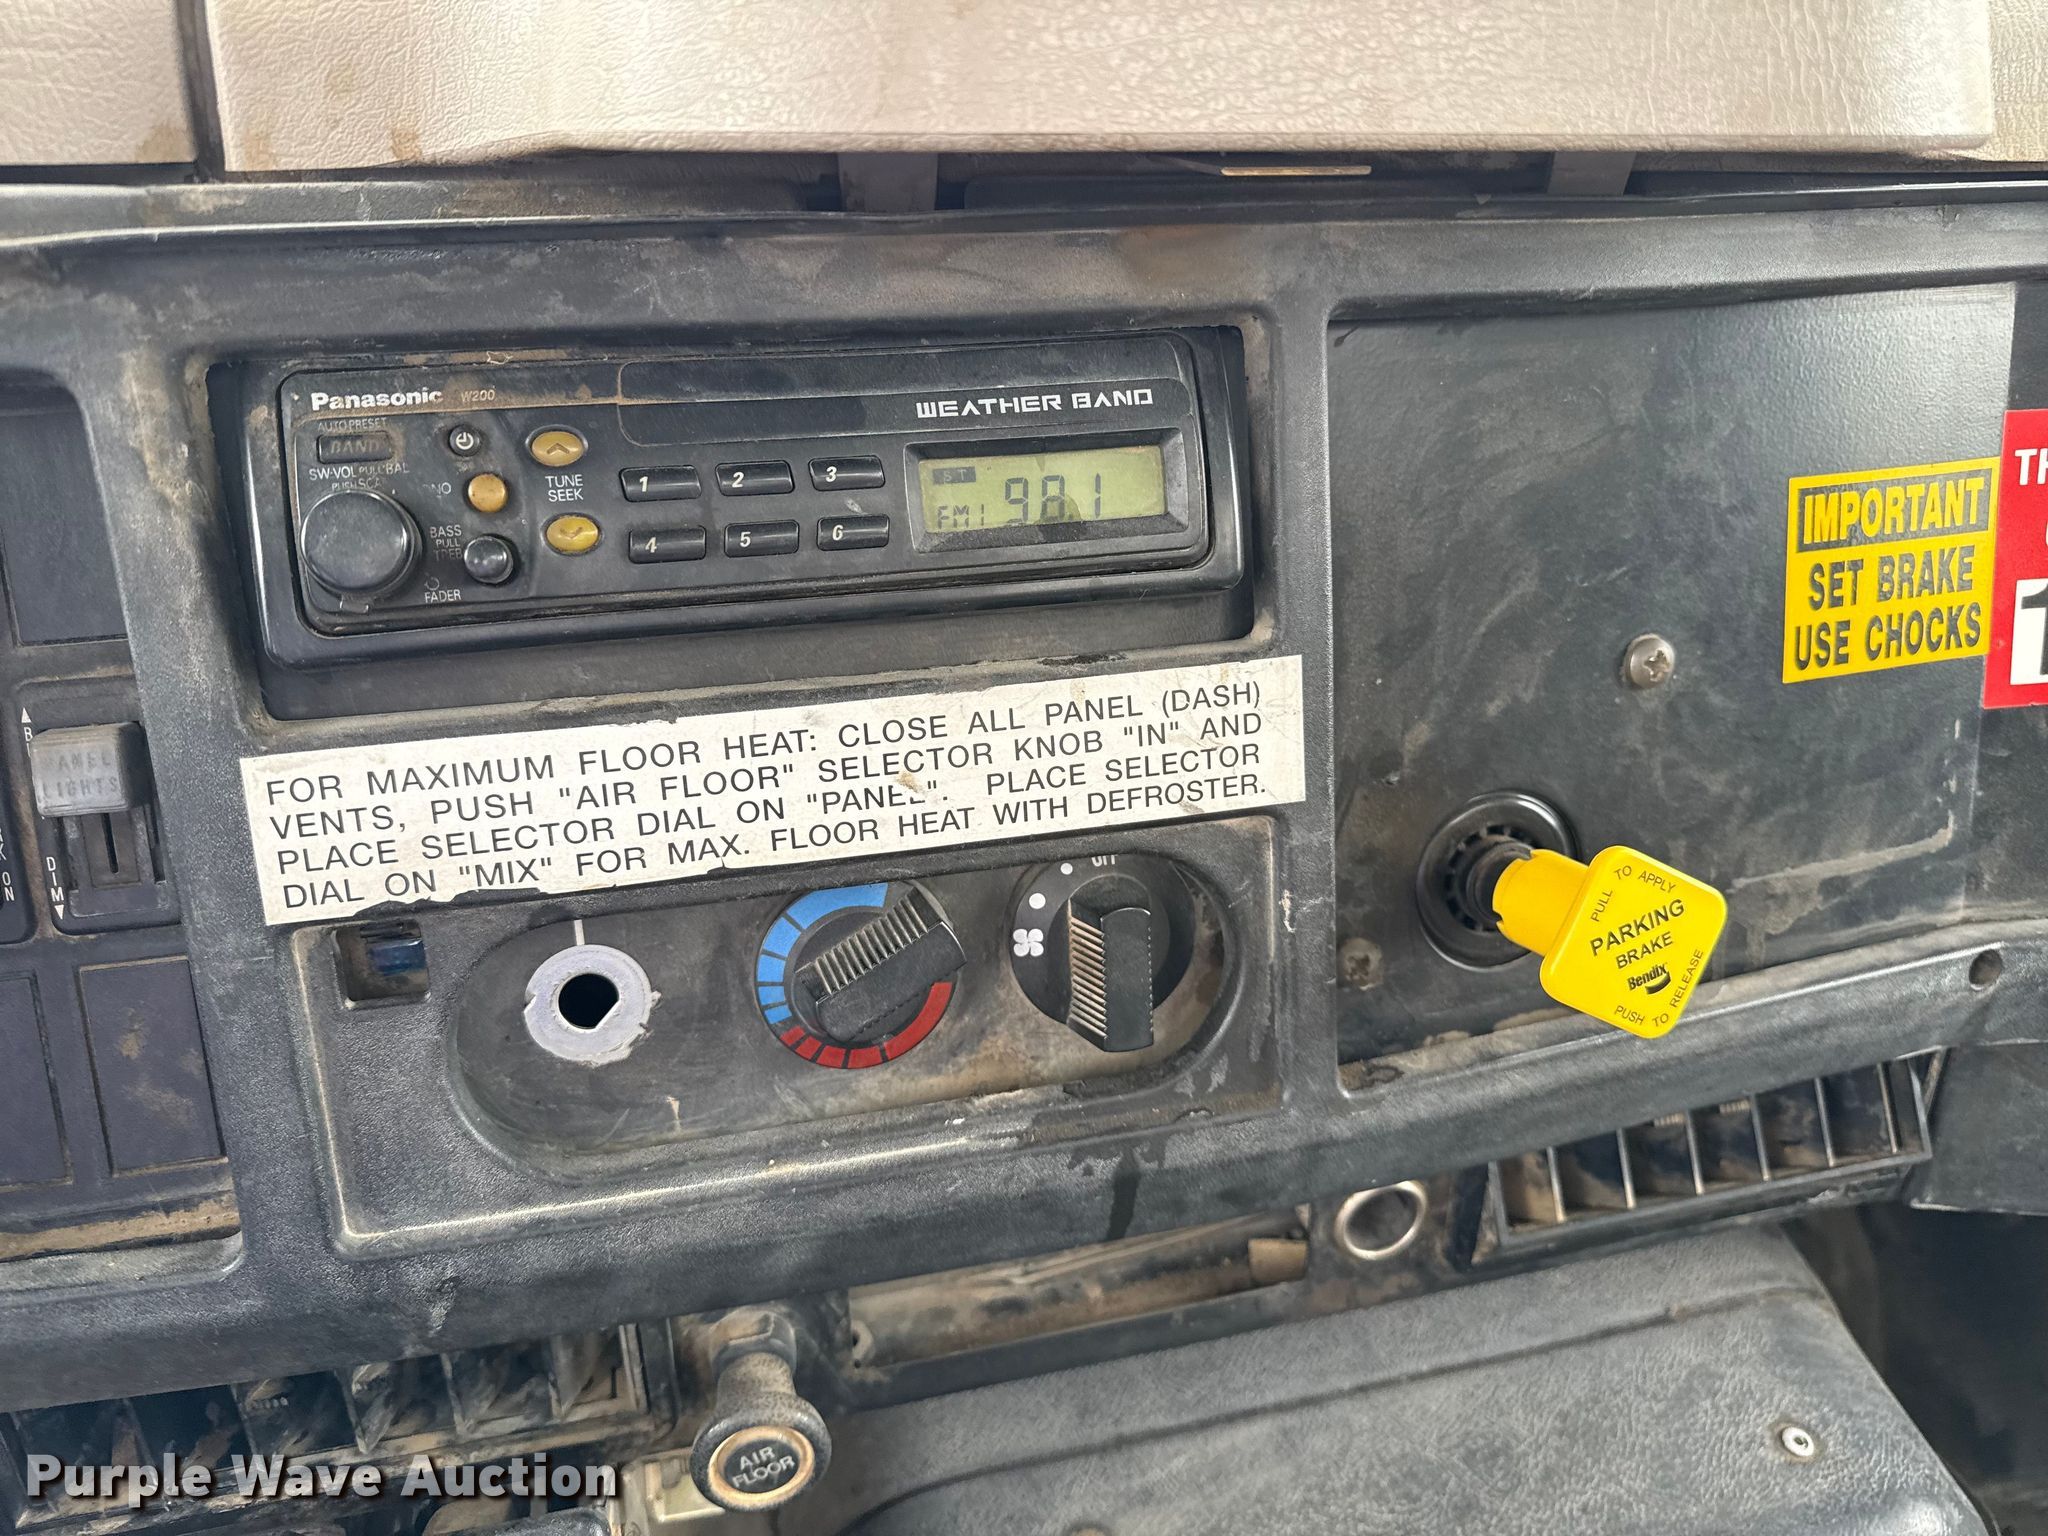 Panasonic W200
WEATHER BAND
AUTO PRESET
BAND
SW·VOL PULL BAL
BASS
PULL
FADER
TUNE
SEEK
1 2 3
4 5 6
ST
FM1 98.1
IMPORTANT
SET BRAKE
USE CHOCKS
PANEL
LIGHTS
DIM
FOR MAXIMUM FLOOR HEAT: CLOSE ALL PANEL (DASH)
VENTS, PUSH "AIR FLOOR" SELECTOR KNOB "IN" AND
PLACE SELECTOR DIAL ON "PANEL". PLACE SELECTOR
DIAL ON "MIX" FOR MAX. FLOOR HEAT WITH DEFROSTER.
OFF
PULL TO APPLY
PARKING
BRAKE
Bendix
PUSH TO RELEASE
AIR
FLOOR
Purple Wave Auction